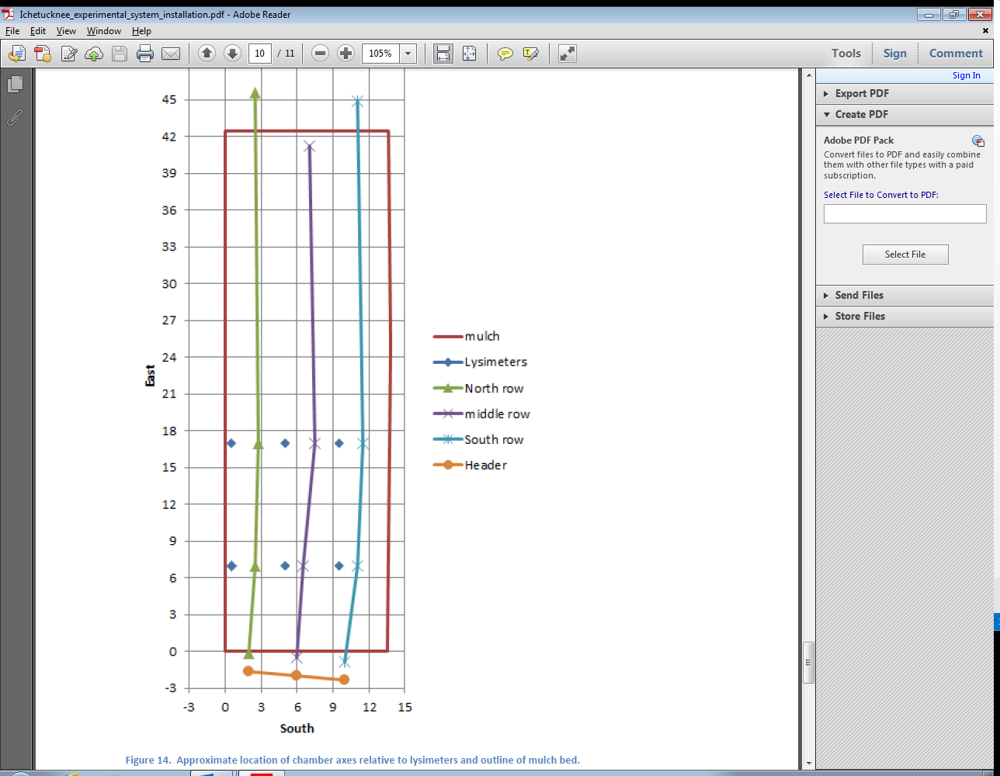 Ichetucknee_experimental_system_installation.pdf - Adobe Reader
File Edit View Window Help
10 / 11 105% Tools Sign Comment
Sign In
Export PDF
Create PDF
Adobe PDF Pack
Convert files to PDF and easily combine
them with other file types with a paid
subscription.
Select File to Convert to PDF:
Select File
Send Files
Store Files
45
42
39
36
33
30
27
24
21
18
15
12
9
6
3
0
-3
East
-3 0 3 6 9 12 15
South
mulch
Lysimeters
North row
middle row
South row
Header
Figure 14. Approximate location of chamber axes relative to lysimeters and outline of mulch bed.